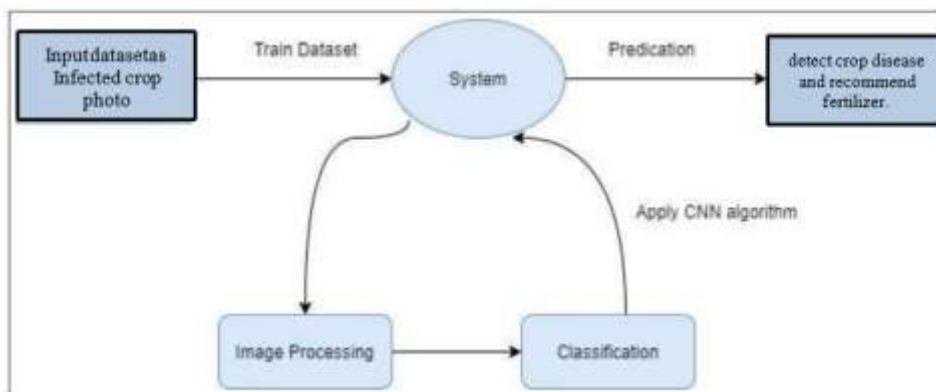 Inputdatasetas
Infected crop
photo
Train Dataset
System
Predication
detect crop disease
and recommend
fertilizer.
Apply CNN algorithm
Image Processing
Classification